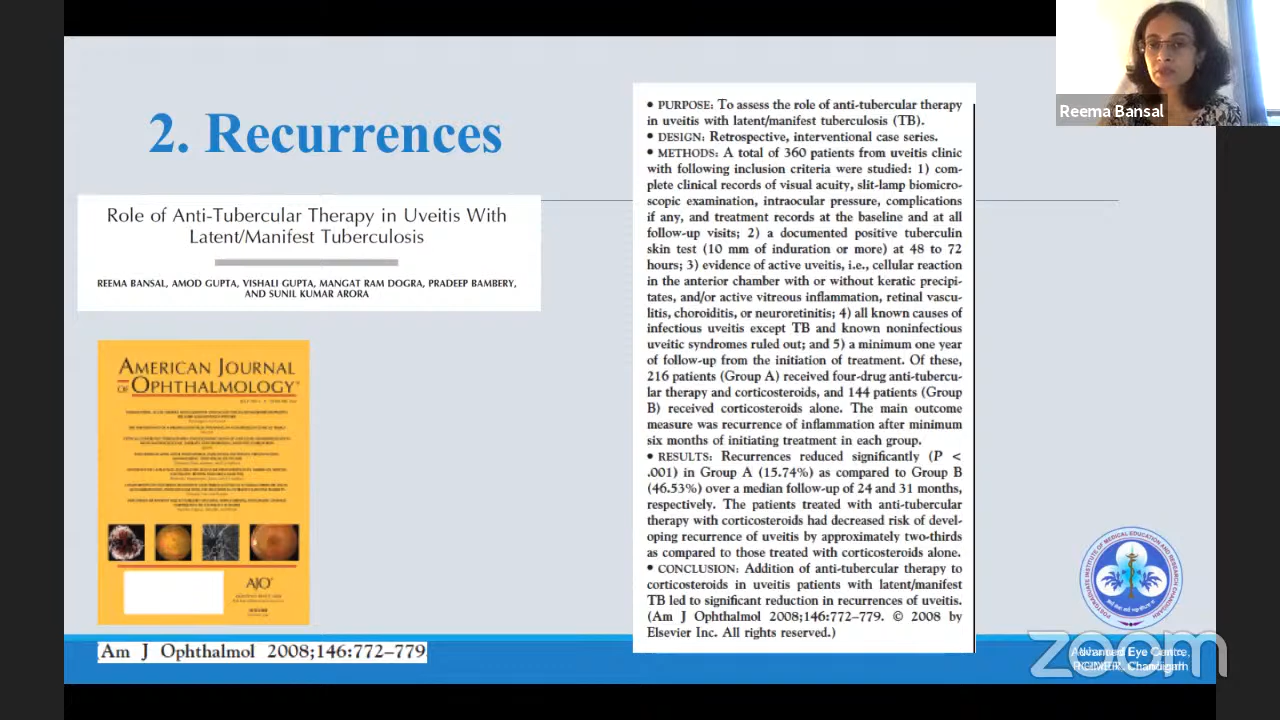 Reema Bansal
2. Recurrences
Role of Anti-Tubercular Therapy in Uveitis With
Latent/Manifest Tuberculosis
REEMA BANSAL, AMOD GUPTA, VISHALI GUPTA, MANGAT RAM DOGRA, PRADEEP BAMBERY,
AND SUNIL KUMAR ARORA
AMERICAN JOURNAL
OF OPHTHALMOLOGY
AJO
Am J Ophthalmol 2008;146:772–779
• PURPOSE: To assess the role of anti-tubercular therapy
in uveitis with latent/manifest tuberculosis (TB).
• DESIGN: Retrospective, interventional case series.
• METHODS: A total of 360 patients from uveitis clinic
with following inclusion criteria were studied: 1) com-
plete clinical records of visual acuity, slit-lamp biomicro-
scopic examination, intraocular pressure, complications
if any, and treatment records at the baseline and at all
follow-up visits; 2) a documented positive tuberculin
skin test (10 mm of induration or more) at 48 to 72
hours; 3) evidence of active uveitis, i.e., cellular reaction
in the anterior chamber with or without keratic precipi-
tates, and/or active vitreous inflammation, retinal vascu-
litis, choroiditis, or neuroretinitis; 4) all known causes of
infectious uveitis except TB and known noninfectious
uveitic syndromes ruled out; and 5) a minimum one year
of follow-up from the initiation of treatment. Of these,
216 patients (Group A) received four-drug anti-tubercu-
lar therapy and corticosteroids, and 144 patients (Group
B) received corticosteroids alone. The main outcome
measure was recurrence of inflammation after minimum
six months of initiating treatment in each group.
• RESULTS: Recurrences reduced significantly (P <
.001) in Group A (15.74%) as compared to Group B
(46.53%) over a median follow-up of 24 and 31 months,
respectively. The patients treated with anti-tubercular
therapy with corticosteroids had decreased risk of devel-
oping recurrence of uveitis by approximately two-thirds
as compared to those treated with corticosteroids alone.
• CONCLUSION: Addition of anti-tubercular therapy to
corticosteroids in uveitis patients with latent/manifest
TB led to significant reduction in recurrences of uveitis.
(Am J Ophthalmol 2008;146:772–779. © 2008 by
Elsevier Inc. All rights reserved.)
POSTGRADUATE INSTITUTE OF MEDICAL EDUCATION AND RESEARCH CHANDIGARH
Advanced Eye Centre,
PGIMER, Chandigarh
zoom